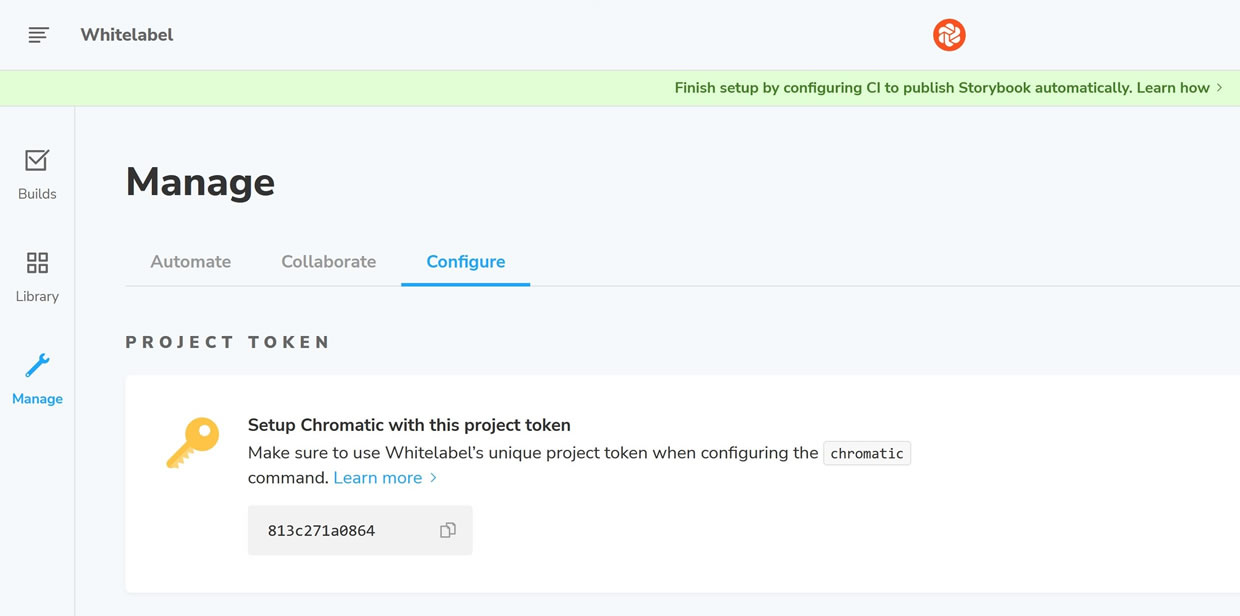 Whitelabel
Finish setup by configuring CI to publish Storybook automatically. Learn how
Builds
Library
Manage
Manage
Automate Collaborate Configure
PROJECT TOKEN
Setup Chromatic with this project token
Make sure to use Whitelabel’s unique project token when configuring the chromatic
command. Learn more
813c271a0864